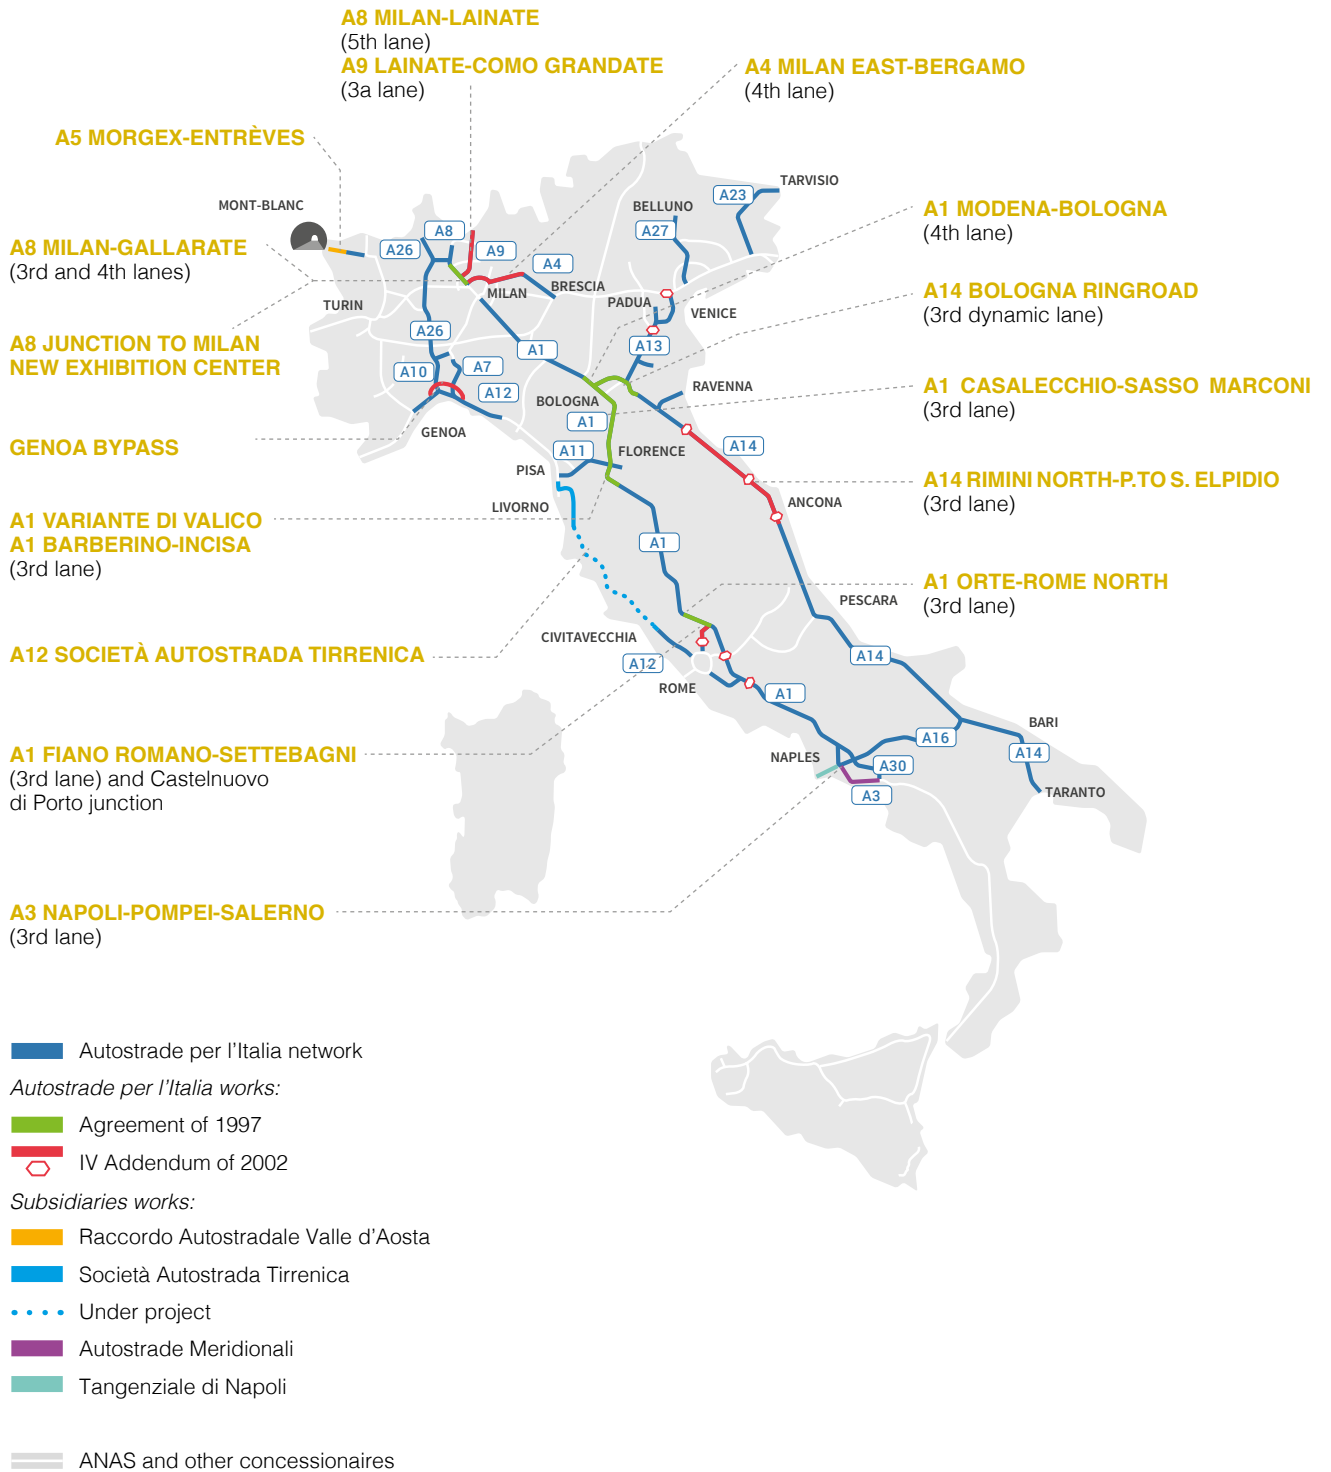 A8 MILAN-LAINATE
(5th lane)
A9 LAINATE-COMO GRANDATE
(3a lane)
A4 MILAN EAST-BERGAMO
(4th lane)
A5 MORGEX-ENTRÈVES
MONT-BLANC
A8 MILAN-GALLARATE
(3rd and 4th lanes)
A8 JUNCTION TO MILAN
NEW EXHIBITION CENTER
GENOA BYPASS
A1 VARIANTE DI VALICO
A1 BARBERINO-INCISA
(3rd lane)
A12 SOCIETÀ AUTOSTRADA TIRRENICA
A1 FIANO ROMANO-SETTEBAGNI
(3rd lane) and Castelnuovo
di Porto junction
A3 NAPOLI-POMPEI-SALERNO
(3rd lane)
A1 MODENA-BOLOGNA
(4th lane)
A14 BOLOGNA RINGROAD
(3rd dynamic lane)
A1 CASALECCHIO-SASSO MARCONI
(3rd lane)
A14 RIMINI NORTH-P.TO S. ELPIDIO
(3rd lane)
A1 ORTE-ROME NORTH
(3rd lane)
TARVISIO
A23
BELLUNO
A27
A8
A26
A9
A4
MILAN
BRESCIA
PADUA
VENICE
TURIN
A26
A1
A13
A7
A10
A12
RAVENNA
BOLOGNA
A1
GENOA
A11
FLORENCE
A14
PISA
LIVORNO
ANCONA
A1
PESCARA
CIVITAVECCHIA
A12
A14
ROME
A1
BARI
A16
A14
NAPLES
A30
A3
TARANTO
Autostrade per l'Italia network
Autostrade per l'Italia works:
Agreement of 1997
IV Addendum of 2002
Subsidiaries works:
Raccordo Autostradale Valle d'Aosta
Società Autostrada Tirrenica
Under project
Autostrade Meridionali
Tangenziale di Napoli
ANAS and other concessionaires